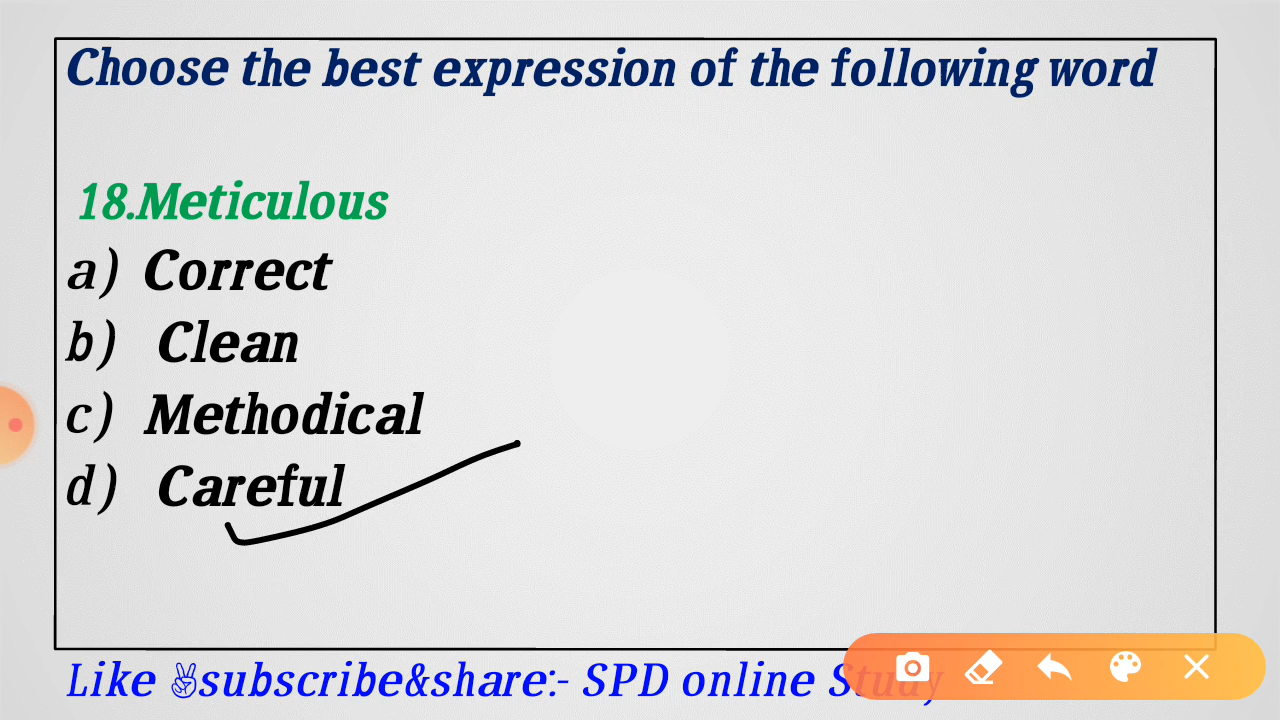 Choose the best expression of the following word
18.Meticulous
a) Correct
b) Clean
c) Methodical
d) Careful
Like ✌subscribe&share:- SPD online Study